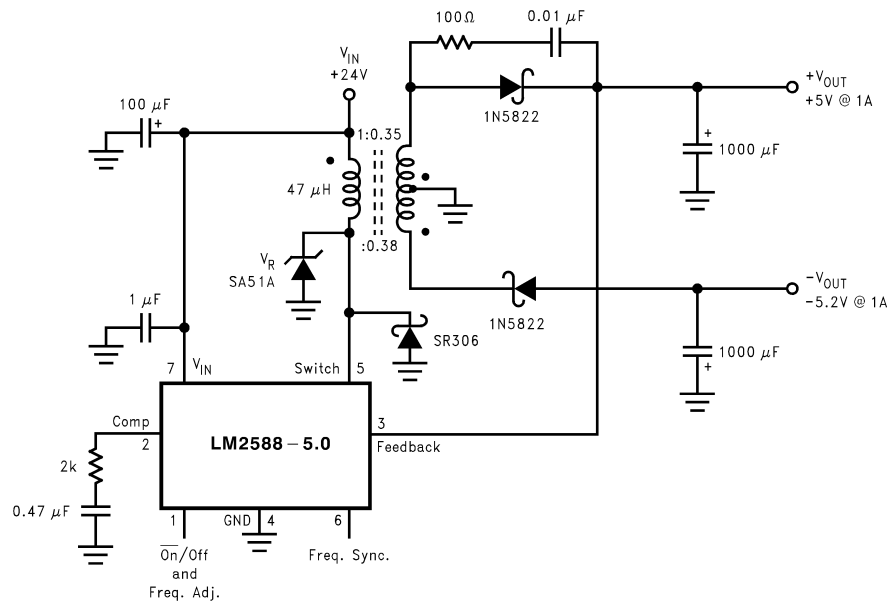 100Ω
0.01 μF
V_IN
+24V
100 μF
+
1:0.35
1N5822
+V_OUT
+5V @ 1A
+
1000 μF
47 μH
:0.38
V_R
SA51A
1 μF
1N5822
-V_OUT
-5.2V @ 1A
SR306
1000 μF
+
7
V_IN
Switch
5
Comp
2
LM2588-5.0
3
Feedback
2k
0.47 μF
1
GND
4
6
On/Off
and
Freq. Adj.
Freq. Sync.